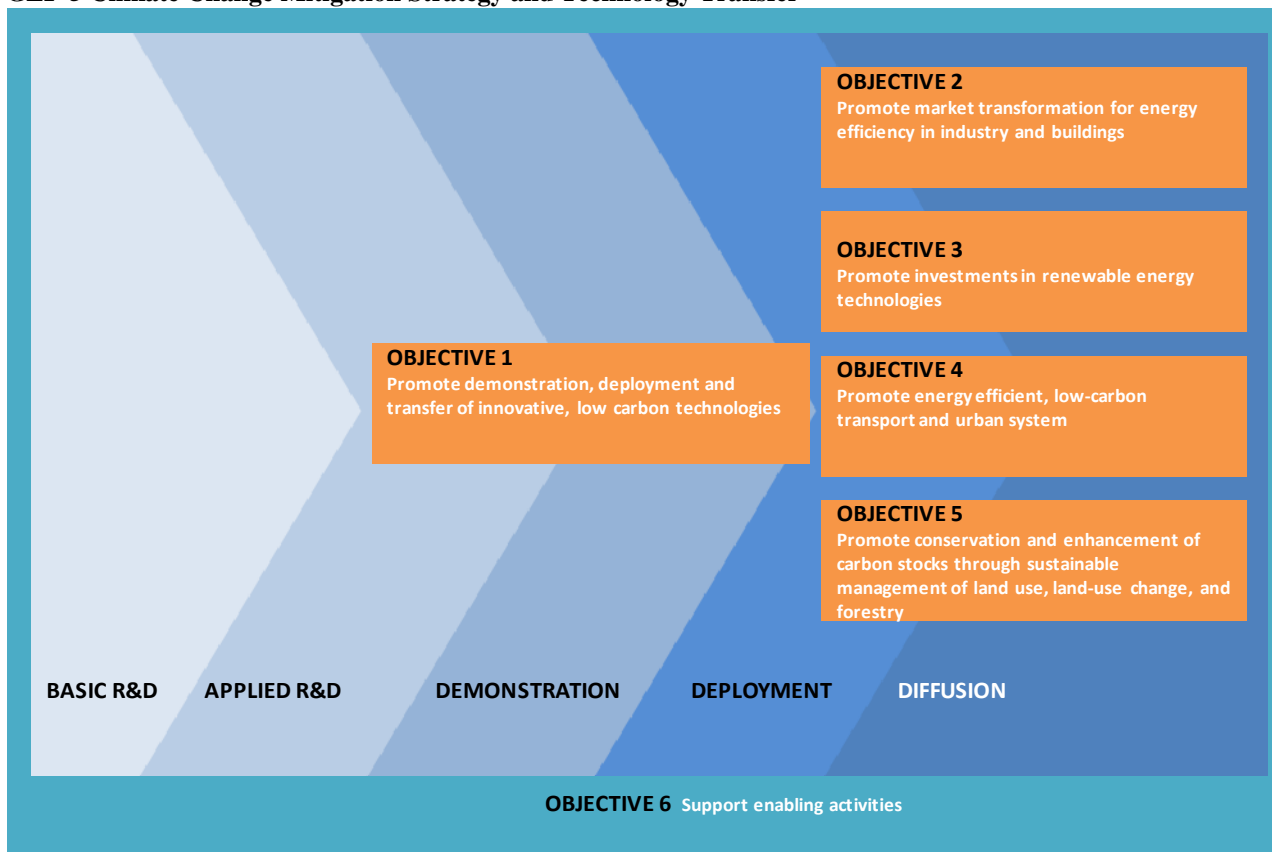 OBJECTIVE 2
Promote market transformation for energy
efficiency in industry and buildings
OBJECTIVE 3
Promote investments in renewable energy
technologies
OBJECTIVE 1
Promote demonstration, deployment and
transfer of innovative, low carbon technologies
OBJECTIVE 4
Promote energy efficient, low-carbon
transport and urban system
OBJECTIVE 5
Promote conservation and enhancement of
carbon stocks through sustainable
management of land use, land-use change, and
forestry
BASIC R&D APPLIED R&D DEMONSTRATION DEPLOYMENT DIFFUSION
OBJECTIVE 6 Support enabling activities